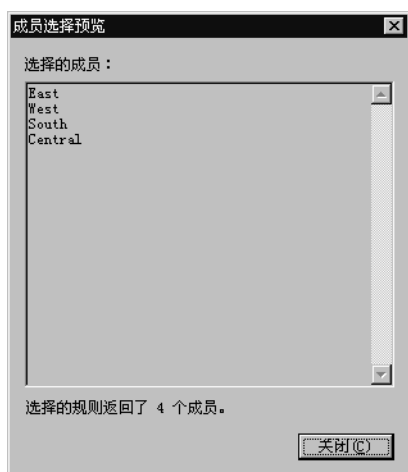 成员选择预览
选择的成员：
East
West
South
Central
选择的规则返回了 4 个成员。
关闭(C)